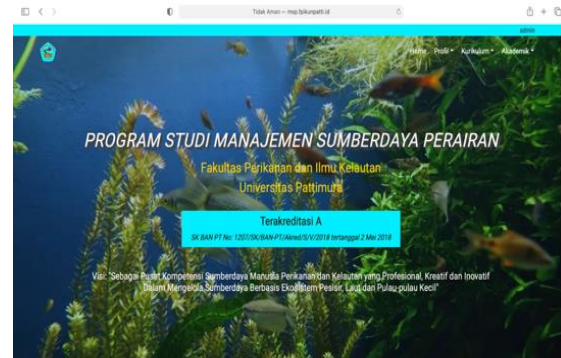 Tidak Aman — msp.fpikunpatti.id
admin
Home Profil Kurikulum Akademik
PROGRAM STUDI MANAJEMEN SUMBERDAYA PERAIRAN
Fakultas Perikanan dan Ilmu Kelautan
Universitas Pattimura
Terakreditasi A
SK BAN PT No: 1207/SK/BAN-PT/Akred/S/V/2018 tertanggal 2 Mei 2018
Visi: "Sebagai Pusat Kompetensi Sumberdaya Manusia Perikanan dan Kelautan yang Profesional, Kreatif dan Inovatif
Dalam Mengelola Sumberdaya Berbasis Ekosistem Pesisir, Laut dan Pulau-pulau Kecil"